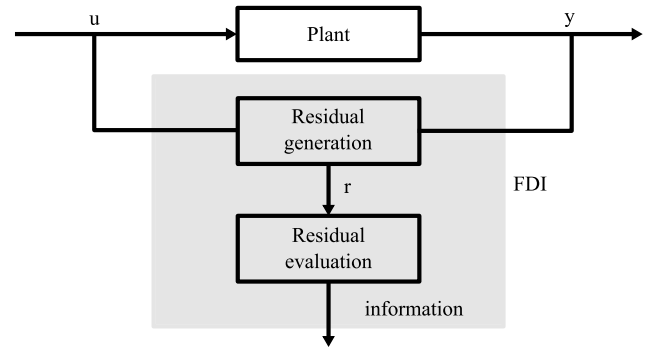 u
y
Plant
Residual
generation
r
FDI
Residual
evaluation
information